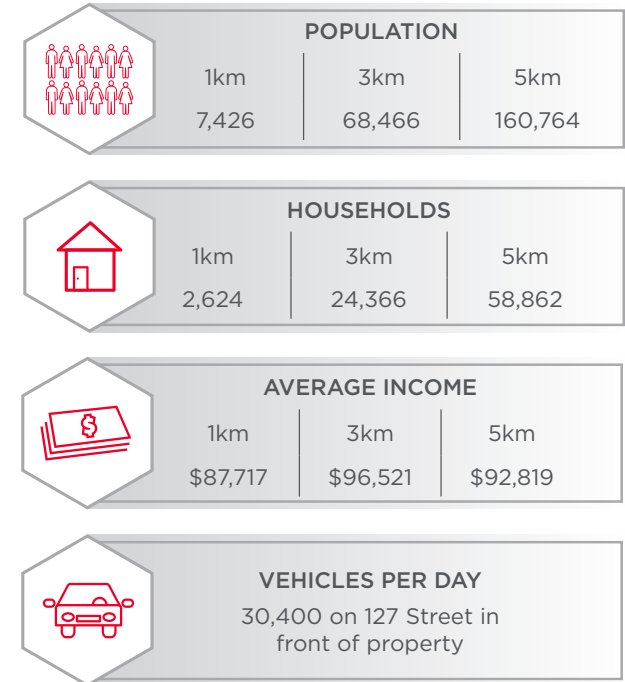 POPULATION
1km 3km 5km
7,426 68,466 160,764
HOUSEHOLDS
1km 3km 5km
2,624 24,366 58,862
AVERAGE INCOME
$
1km 3km 5km
$87,717 $96,521 $92,819
VEHICLES PER DAY
30,400 on 127 Street in
front of property